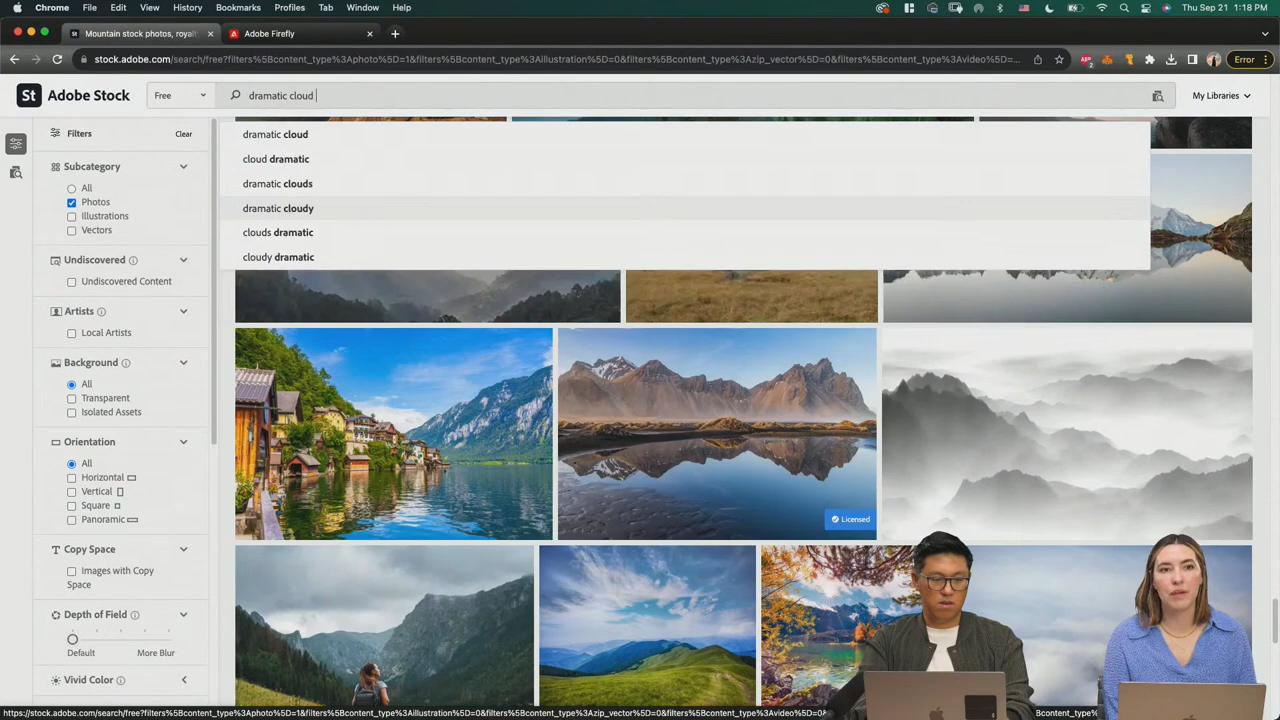 Chrome File Edit View History Bookmarks Profiles Tab Window Help Thu Sep 21 1:18 PM
Mountain stock photos, royal Adobe Firefly
stock.adobe.com/search/free?filters%5Bcontent_type%3Aphoto%5D=1&filters%5Bcontent_type%3Aillustration%5D=0&filters%5Bcontent_type%3Azip_vector%5D=0&filters%5Bcontent_type%3Avideo%5D=0&... Error
St Adobe Stock Free dramatic cloud My Libraries
Filters Clear
dramatic cloud
cloud dramatic
dramatic clouds
dramatic cloudy
clouds dramatic
cloudy dramatic
Subcategory
All
Photos
Illustrations
Vectors
Undiscovered
Undiscovered Content
Artists
Local Artists
Background
All
Transparent
Isolated Assets
Orientation
All
Horizontal
Vertical
Square
Panoramic
Copy Space
Images with Copy
Space
Depth of Field
Default More Blur
Vivid Color
Licensed
https://stock.adobe.com/search/free?filters%5Bcontent_type%3Aphoto%5D=1&filters%5Bcontent_type%3Aillustration%5D=0&filters%5Bcontent_type%3Azip_vector%5D=0&filters%5Bcontent_type%3Avideo%5D=0&